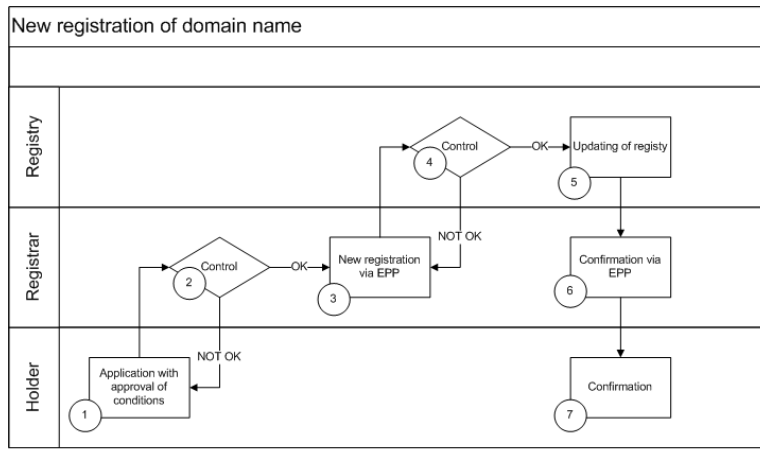 New registration of domain name
Registry
Control
4
OK
Updating of registy
5
NOT OK
Registrar
Control
2
OK
New registration
via EPP
3
Confirmation via
EPP
6
NOT OK
Holder
Application with
approval of
conditions
1
Confirmation
7